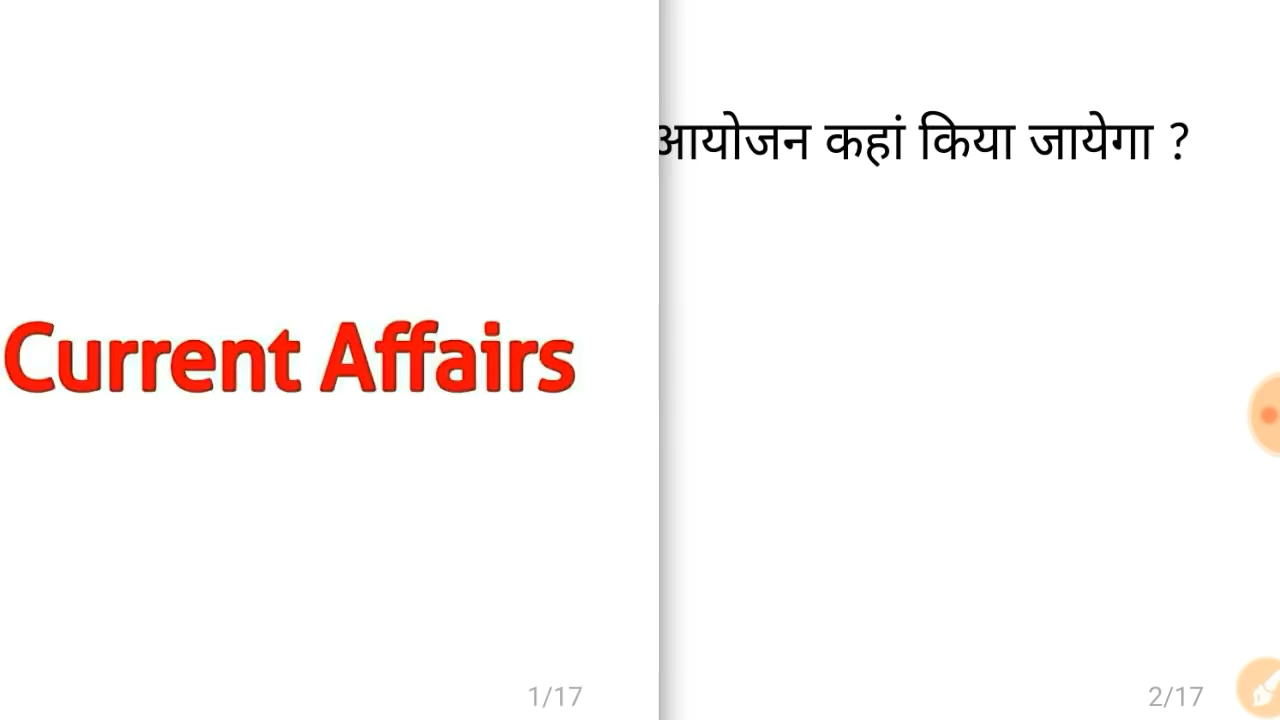 आयोजन कहां किया जायेगा ?
Current Affairs
1/17
2/17